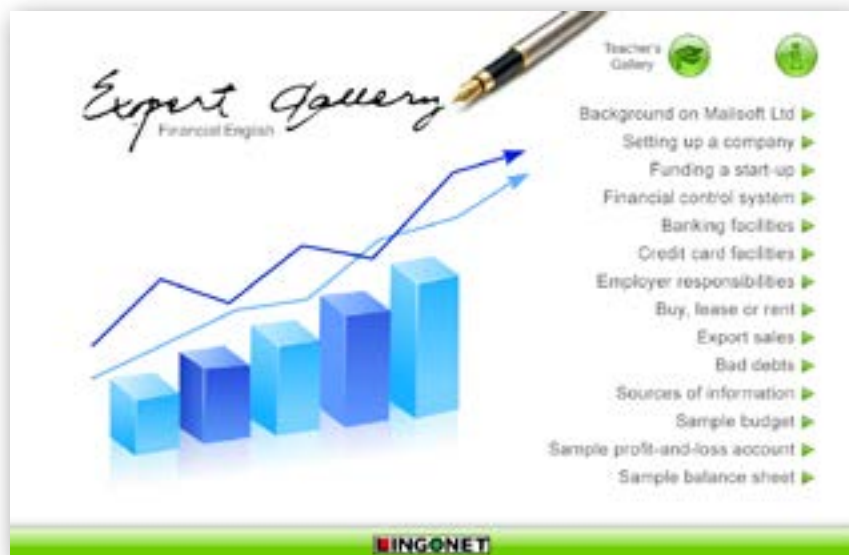 Expert Gallery
Financial English
Teacher's
Gallery
Background on Mailsoft Ltd
Setting up a company
Funding a start-up
Financial control system
Banking facilities
Credit card facilities
Employer responsibilities
Buy, lease or rent
Export sales
Bad debts
Sources of information
Sample budget
Sample profit-and-loss account
Sample balance sheet
LINGONET